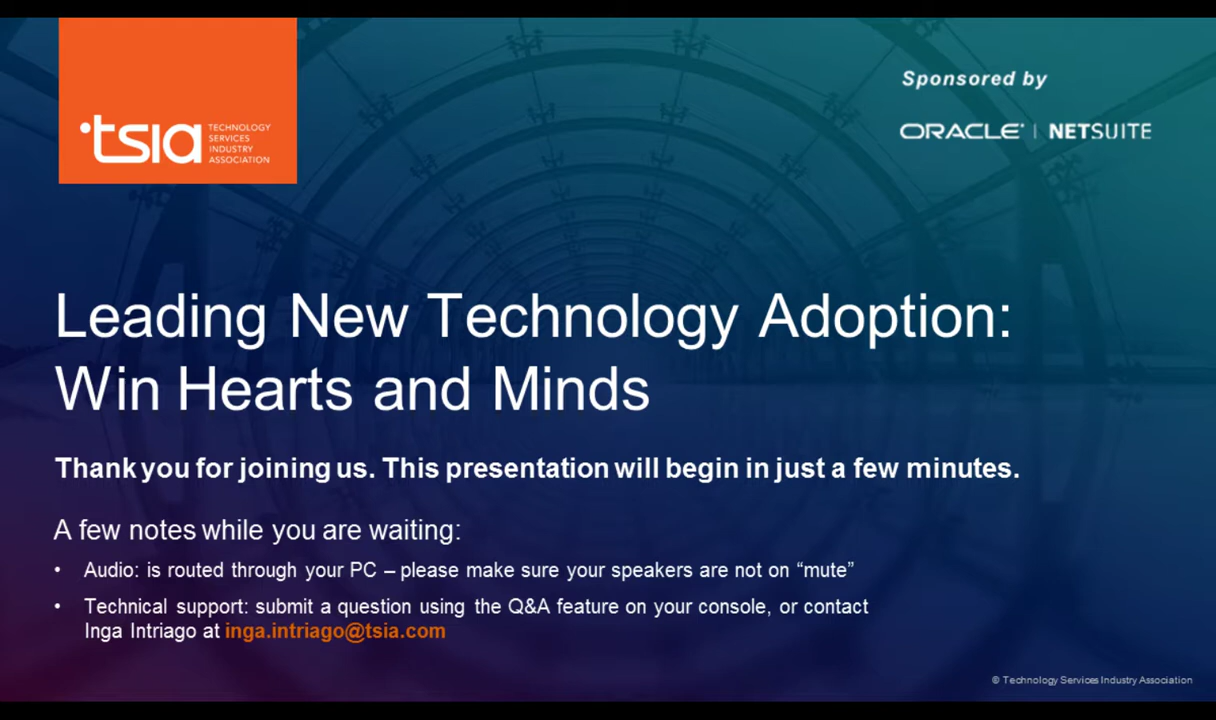 tsia TECHNOLOGY
SERVICES
INDUSTRY
ASSOCIATION
Sponsored by
ORACLE | NETSUITE
Leading New Technology Adoption:
Win Hearts and Minds
Thank you for joining us. This presentation will begin in just a few minutes.
A few notes while you are waiting:
• Audio: is routed through your PC – please make sure your speakers are not on “mute”
• Technical support: submit a question using the Q&A feature on your console, or contact
Inga Intriago at inga.intriago@tsia.com
© Technology Services Industry Association